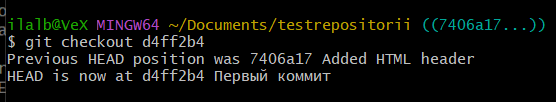 ilalb@VeX MINGW64 ~/Documents/testrepositorii ((7406a17...))
$ git checkout d4ff2b4
Previous HEAD position was 7406a17 Added HTML header
HEAD is now at d4ff2b4 Первый коммит